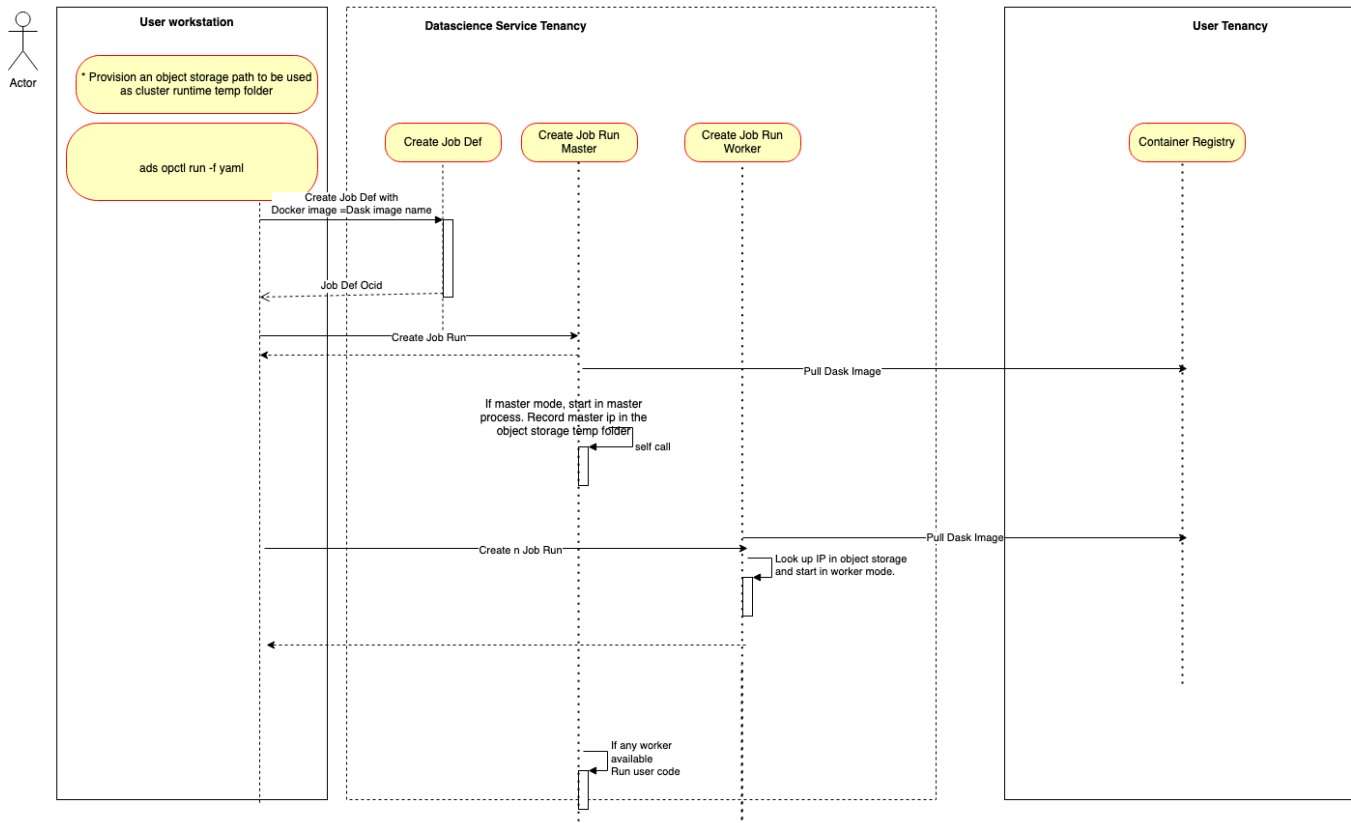 User workstation
Datascience Service Tenancy
User Tenancy
Actor
* Provision an object storage path to be used
as cluster runtime temp folder
ads opctl run -f yaml
Create Job Def
Create Job Run
Master
Create Job Run
Worker
Container Registry
Create Job Def with
Docker image =Dask image name
Job Def Ocid
Create Job Run
Pull Dask Image
If master mode, start in master
process. Record master ip in the
object storage temp folder
self call
Create n Job Run
Pull Dask Image
Look up IP in object storage
and start in worker mode.
If any worker
available
Run user code